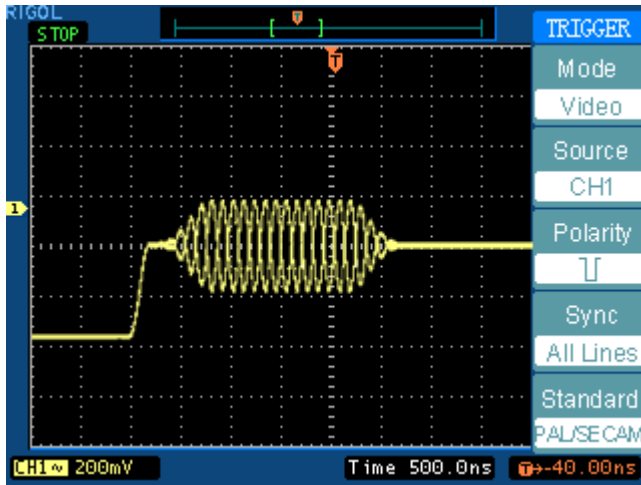 RIGOL
STOP
T
[ ]
T
TRIGGER
Mode
Video
Source
CH1
Polarity
Sync
All Lines
Standard
PAL/SECAM
1
CH1~ 200mV
Time 500.0ns
T→-40.00ns